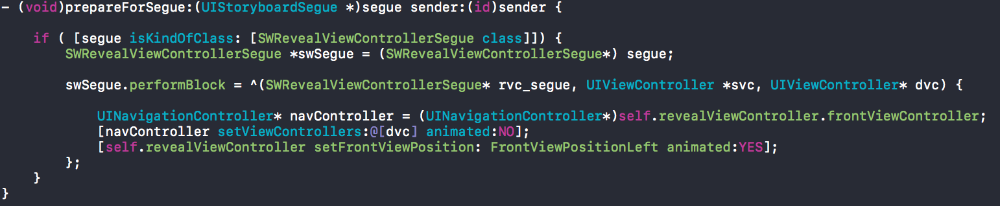 - (void)prepareForSegue:(UIStoryboardSegue *)segue sender:(id)sender {
if ( [segue isKindOfClass: [SWRevealViewControllerSegue class]]) {
SWRevealViewControllerSegue *swSegue = (SWRevealViewControllerSegue*) segue;
swSegue.performBlock = ^(SWRevealViewControllerSegue* rvc_segue, UIViewController *svc, UIViewController* dvc) {
UINavigationController* navController = (UINavigationController*)self.revealViewController.frontViewController;
[navController setViewControllers:@[dvc] animated:NO];
[self.revealViewController setFrontViewPosition: FrontViewPositionLeft animated:YES];
};
}
}